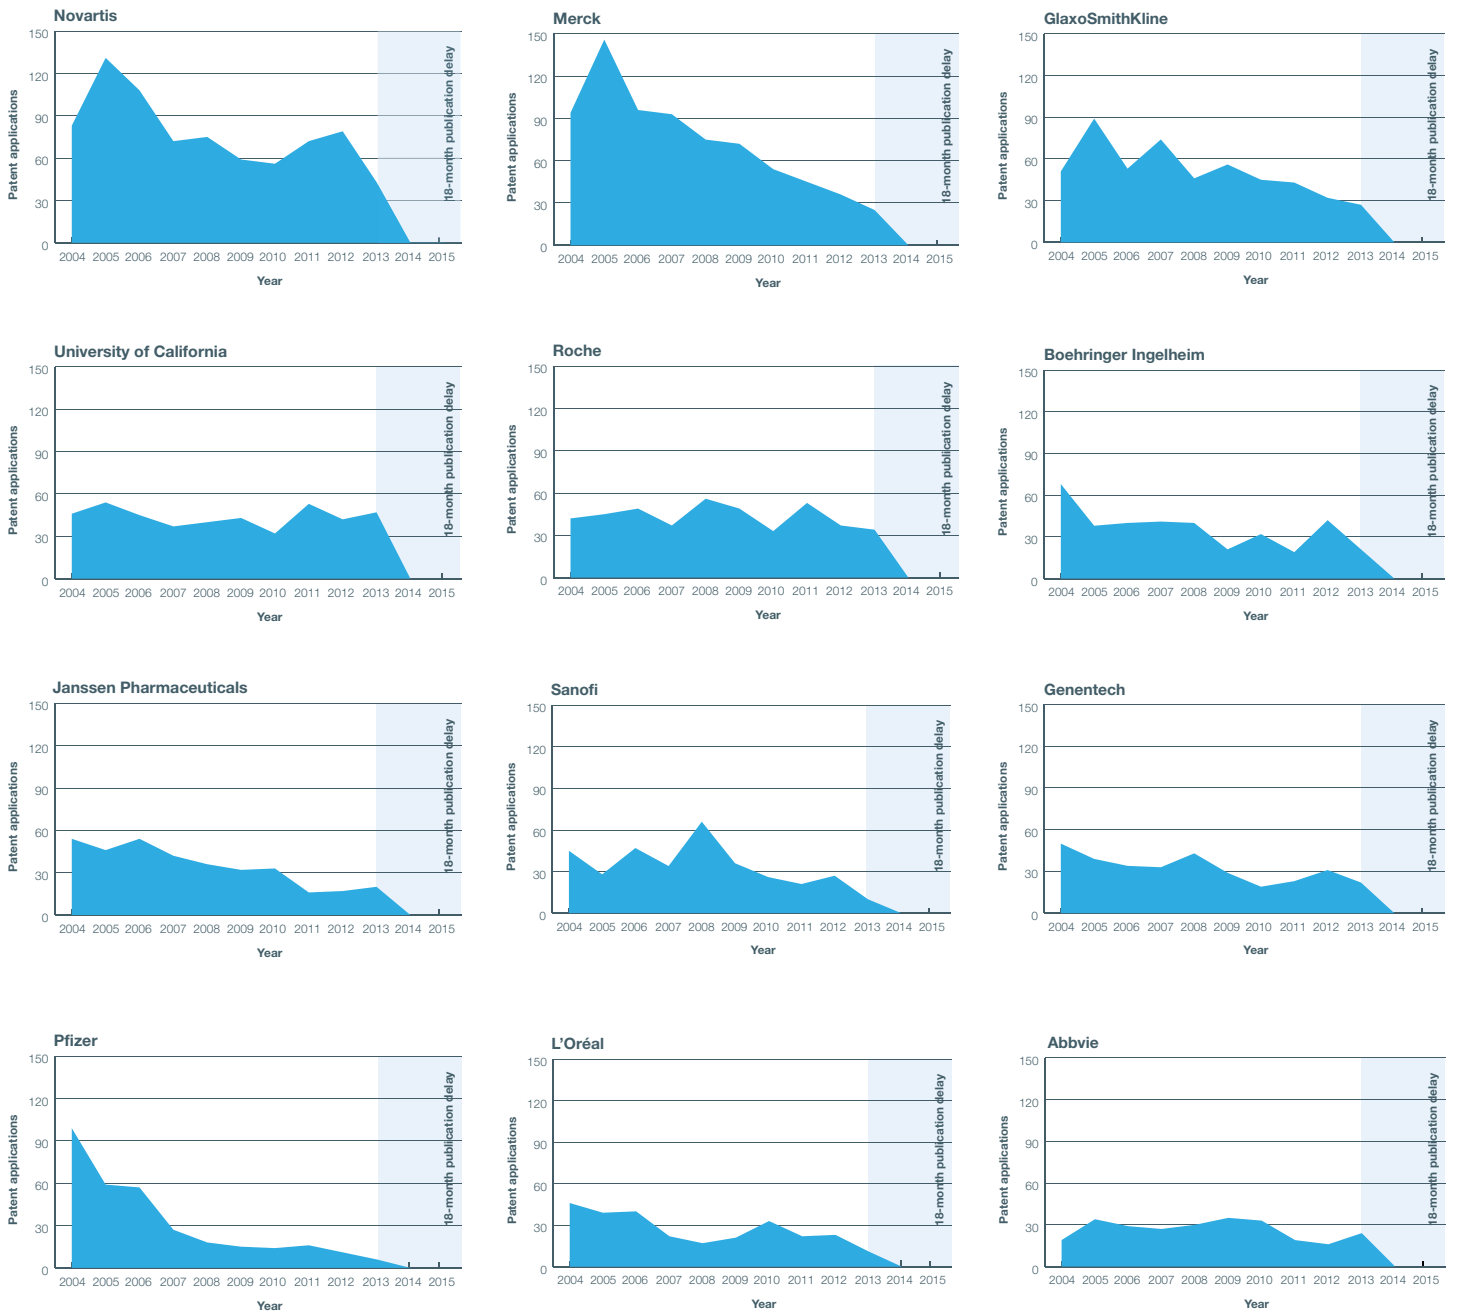 Novartis
150
120
90
60
30
0
Patent applications
18-month publication delay
2004 2005 2006 2007 2008 2009 2010 2011 2012 2013 2014 2015
Year
Merck
150
120
90
60
30
0
Patent applications
18-month publication delay
2004 2005 2006 2007 2008 2009 2010 2011 2012 2013 2014 2015
Year
GlaxoSmithKline
150
120
90
60
30
0
Patent applications
18-month publication delay
2004 2005 2006 2007 2008 2009 2010 2011 2012 2013 2014 2015
Year
University of California
150
120
90
60
30
0
Patent applications
18-month publication delay
2004 2005 2006 2007 2008 2009 2010 2011 2012 2013 2014 2015
Year
Roche
150
120
90
60
30
0
Patent applications
18-month publication delay
2004 2005 2006 2007 2008 2009 2010 2011 2012 2013 2014 2015
Year
Boehringer Ingelheim
150
120
90
60
30
0
Patent applications
18-month publication delay
2004 2005 2006 2007 2008 2009 2010 2011 2012 2013 2014 2015
Year
Janssen Pharmaceuticals
150
120
90
60
30
0
Patent applications
18-month publication delay
2004 2005 2006 2007 2008 2009 2010 2011 2012 2013 2014 2015
Year
Sanofi
150
120
90
60
30
0
Patent applications
18-month publication delay
2004 2005 2006 2007 2008 2009 2010 2011 2012 2013 2014 2015
Year
Genentech
150
120
90
60
30
0
Patent applications
18-month publication delay
2004 2005 2006 2007 2008 2009 2010 2011 2012 2013 2014 2015
Year
Pfizer
150
120
90
60
30
0
Patent applications
18-month publication delay
2004 2005 2006 2007 2008 2009 2010 2011 2012 2013 2014 2015
Year
L’Oréal
150
120
90
60
30
0
Patent applications
18-month publication delay
2004 2005 2006 2007 2008 2009 2010 2011 2012 2013 2014 2015
Year
Abbvie
150
120
90
60
30
0
Patent applications
18-month publication delay
2004 2005 2006 2007 2008 2009 2010 2011 2012 2013 2014 2015
Year